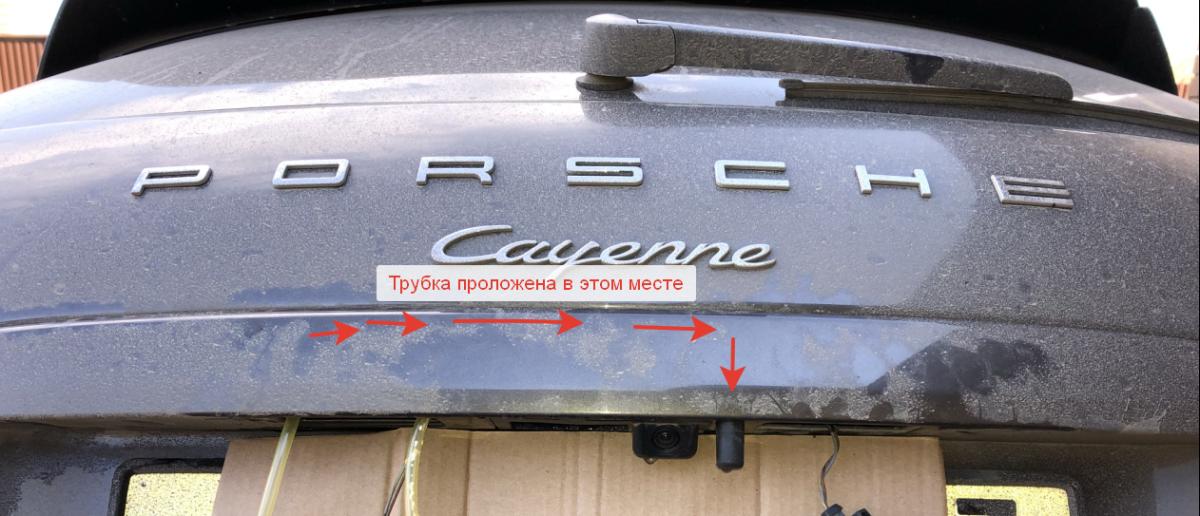 PORSCHE
Cayenne
Трубка проложена в этом месте